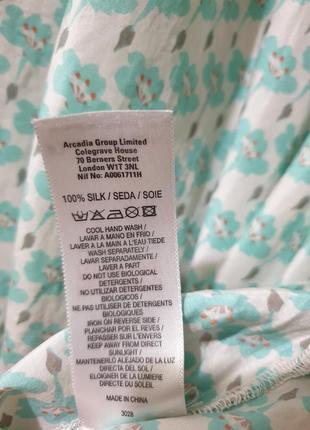 Arcadia Group Limited
Colegrave House
70 Berners Street
London W1T 3NL
Nif No: A0061711H
100% SILK / SEDA / SOIE
COOL HAND WASH /
LAVAR A MANO EN FRIO /
LAVER A LA MAIN A L'EAU TIEDE
WASH SEPARATELY /
LAVAR SEPARADAMENTE /
LAVER A PART
DO NOT USE BIOLOGICAL
DETERGENTS /
NO UTILIZAR DETERGENTES
BIOLOGICOS /
NE PAS UTILISER DE DETERGENTS
BIOLOGIQUES
IRON ON REVERSE SIDE /
PLANCHAR POR EL REVES /
REPASSER SUR L'ENVERS
KEEP AWAY FROM DIRECT
SUNLIGHT /
MANTENERLO ALEJADO DE LA LUZ
DIRECTA DEL SOL /
ELOIGNER DE LA LUMIERE
DIRECTE DU SOLEIL
MADE IN CHINA
3028